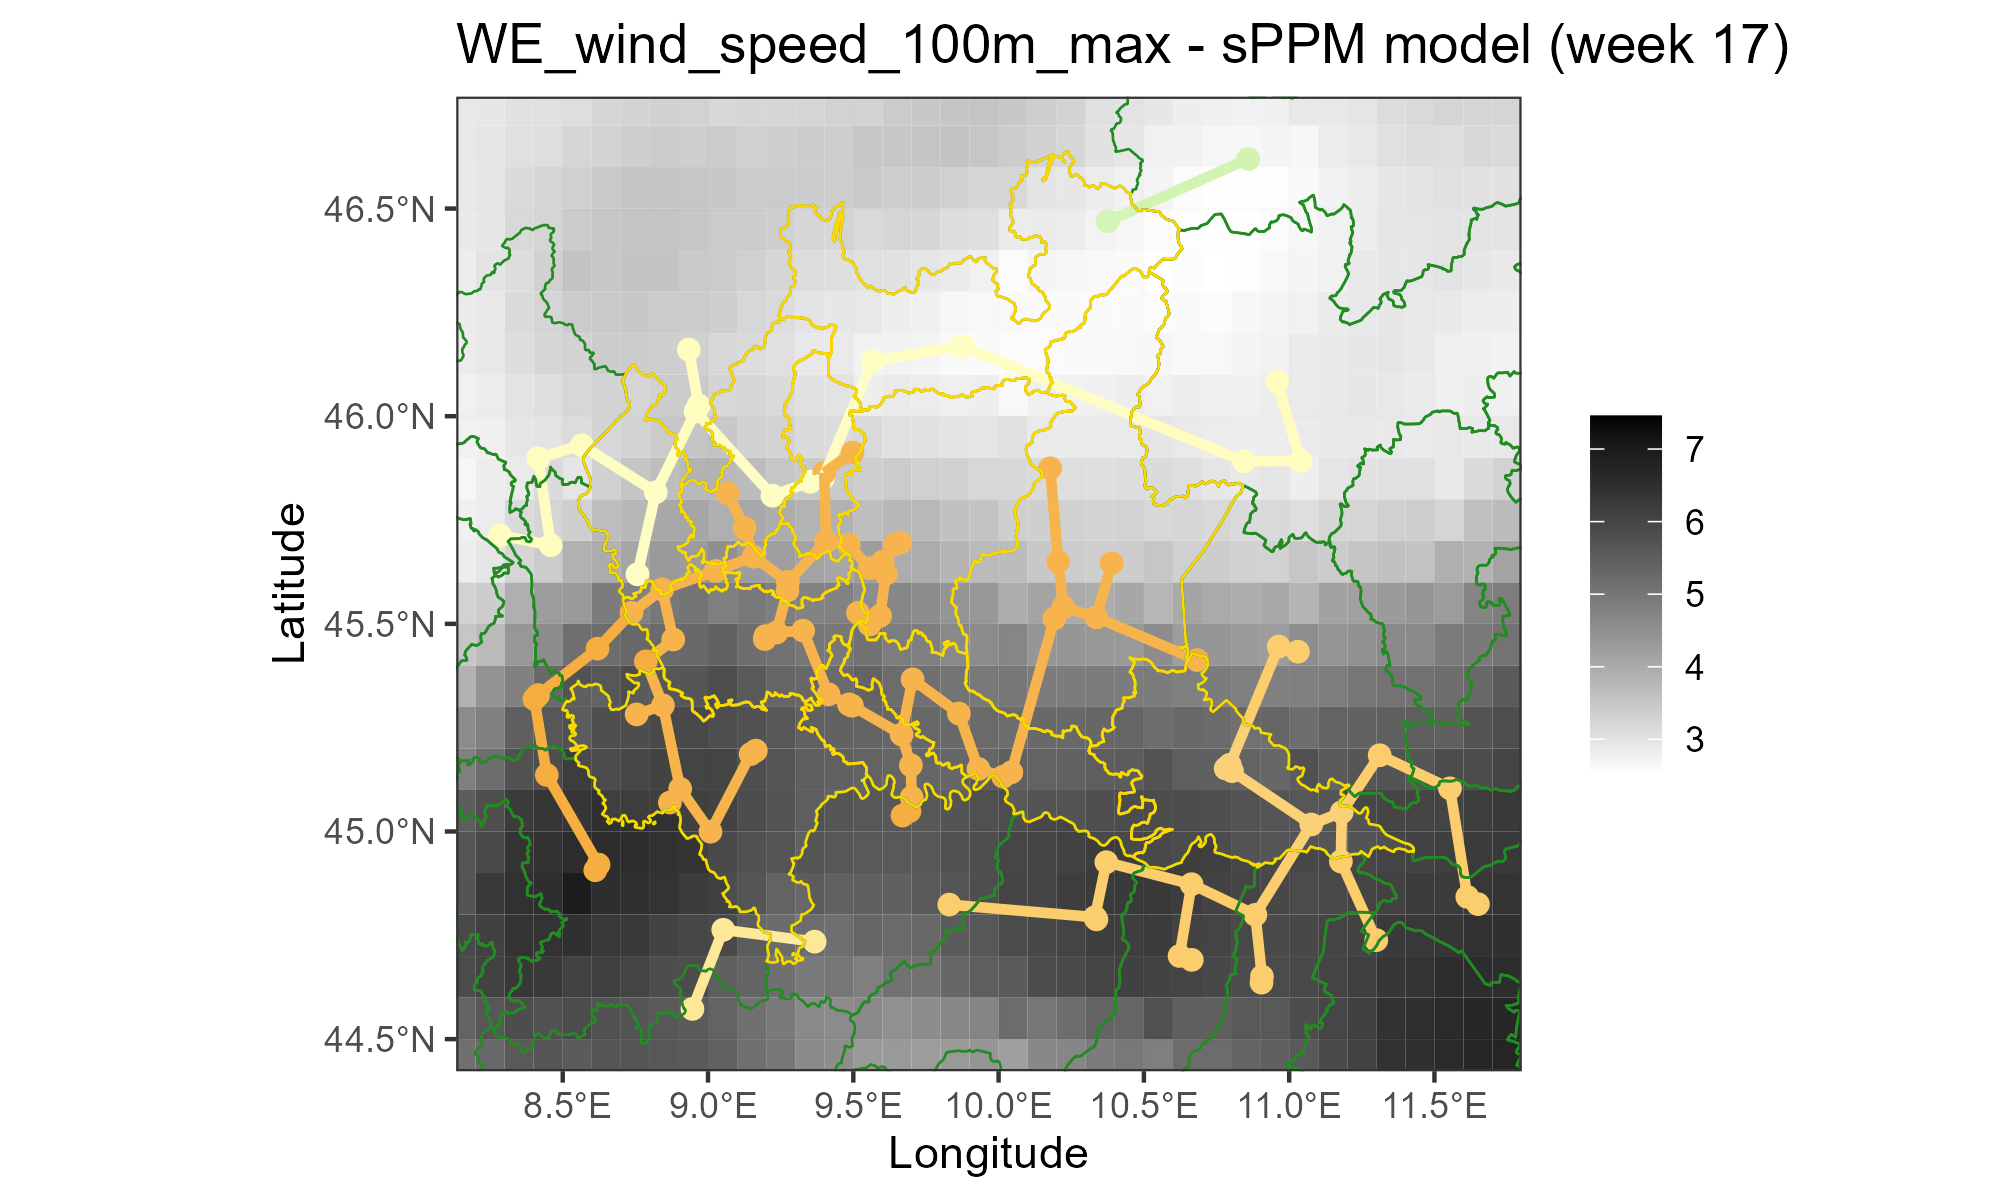 WE_wind_speed_100m_max - sPPM model (week 17)
46.5°N
46.0°N
45.5°N
45.0°N
44.5°N
Latitude
8.5°E
9.0°E
9.5°E
10.0°E
10.5°E
11.0°E
11.5°E
Longitude
7
6
5
4
3